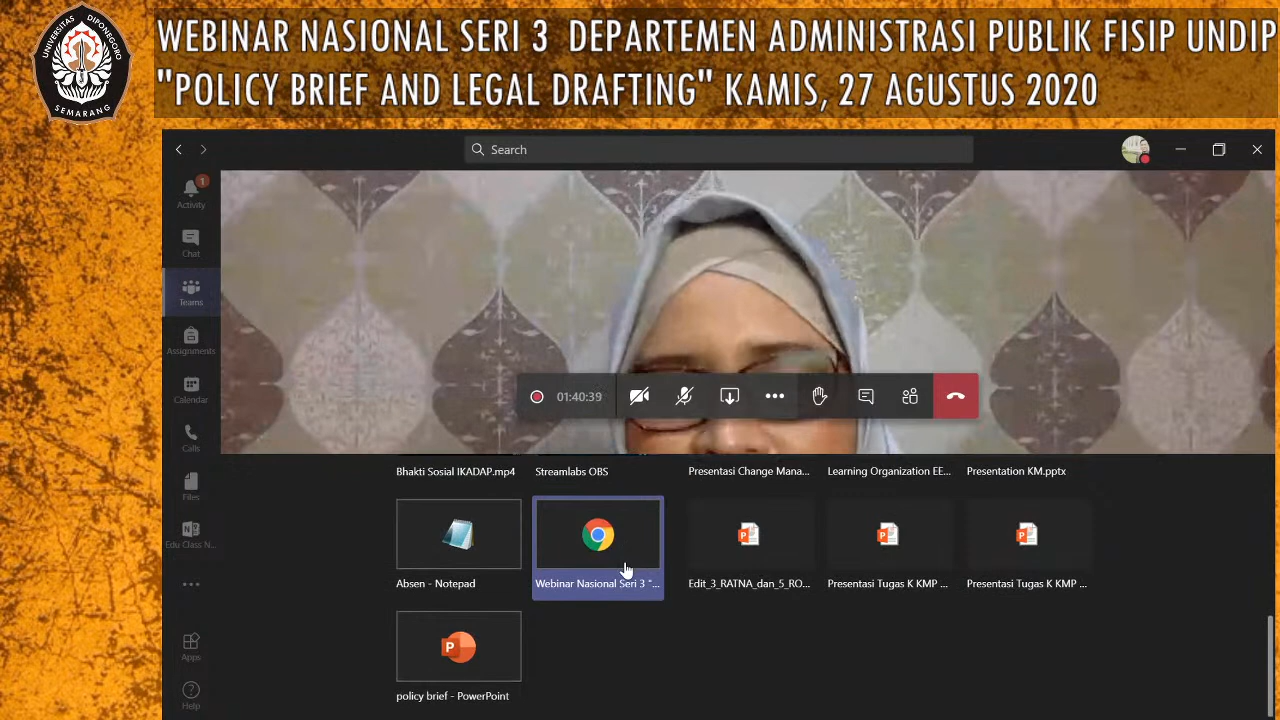 WEBINAR NASIONAL SERI 3 DEPARTEMEN ADMINISTRASI PUBLIK FISIP UNDIP
"POLICY BRIEF AND LEGAL DRAFTING" KAMIS, 27 AGUSTUS 2020
UNIVERSITAS DIPONEGORO
SEMARANG
Search
1
Activity
Chat
Teams
Assignments
Calendar
Calls
Files
Edu Class N...
Apps
Help
01:40:39
Bhakti Sosial IKADAP.mp4
Streamlabs OBS
Presentasi Change Mana...
Learning Organization EE...
Presentation KM.pptx
Absen - Notepad
Webinar Nasional Seri 3 "...
Edit_3_RATNA_dan_5_RO...
Presentasi Tugas K KMP ...
Presentasi Tugas K KMP ...
policy brief - PowerPoint